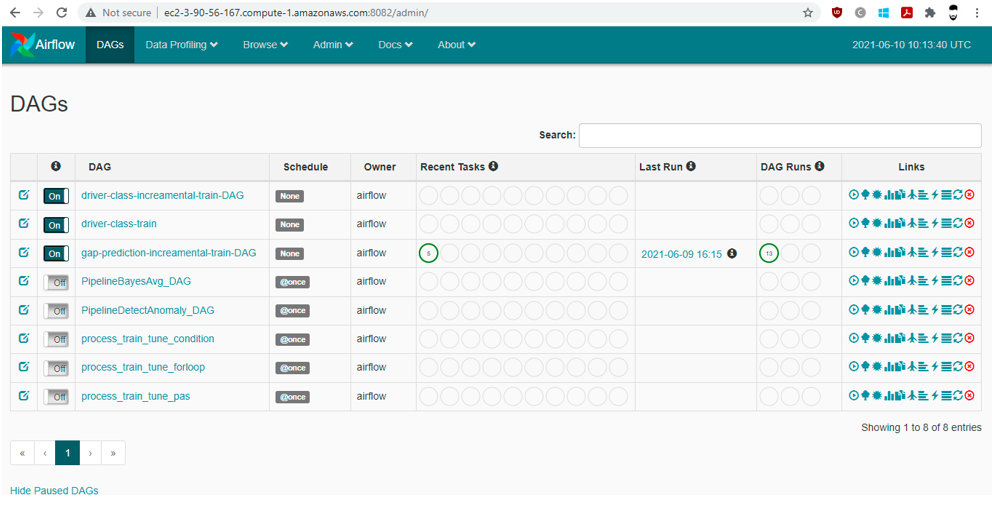 Not secure | ec2-3-90-56-167.compute-1.amazonaws.com:8082/admin/
Airflow DAGs Data Profiling Browse Admin Docs About 2021-06-10 10:13:40 UTC
DAGs
Search:
DAG Schedule Owner Recent Tasks Last Run DAG Runs Links
On driver-class-increamental-train-DAG None airflow
On driver-class-train None airflow
On gap-prediction-increamental-train-DAG None airflow 5 2021-06-09 16:15 13
Off PipelineBayesAvg_DAG @once airflow
Off PipelineDetectAnomaly_DAG @once airflow
Off process_train_tune_condition @once airflow
Off process_train_tune_forloop @once airflow
Off process_train_tune_pas @once airflow
Showing 1 to 8 of 8 entries
« ‹ 1 › »
Hide Paused DAGs